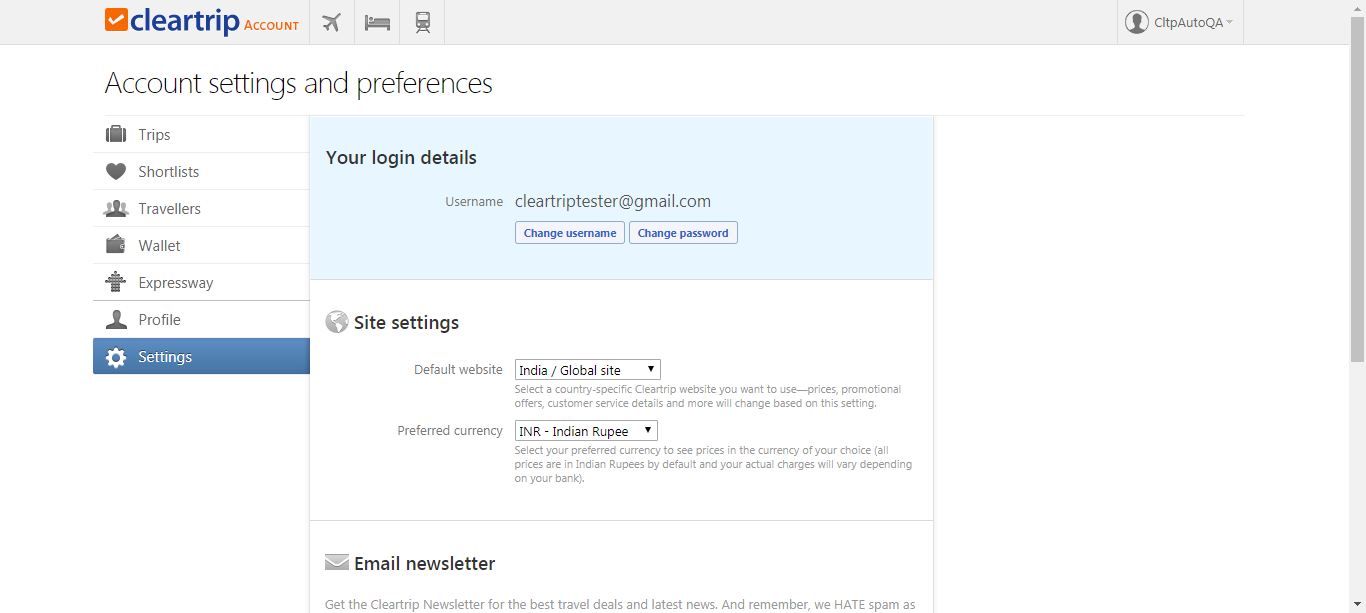 cleartrip ACCOUNT
CltpAutoQA
Account settings and preferences
Trips
Shortlists
Travellers
Wallet
Expressway
Profile
Settings
Your login details
Username cleartriptester@gmail.com
Change username Change password
Site settings
Default website India / Global site
Select a country-specific Cleartrip website you want to use—prices, promotional
offers, customer service details and more will change based on this setting.
Preferred currency INR - Indian Rupee
Select your preferred currency to see prices in the currency of your choice (all
prices are in Indian Rupees by default and your actual charges will vary depending
on your bank).
Email newsletter
Get the Cleartrip Newsletter for the best travel deals and latest news. And remember, we HATE spam as